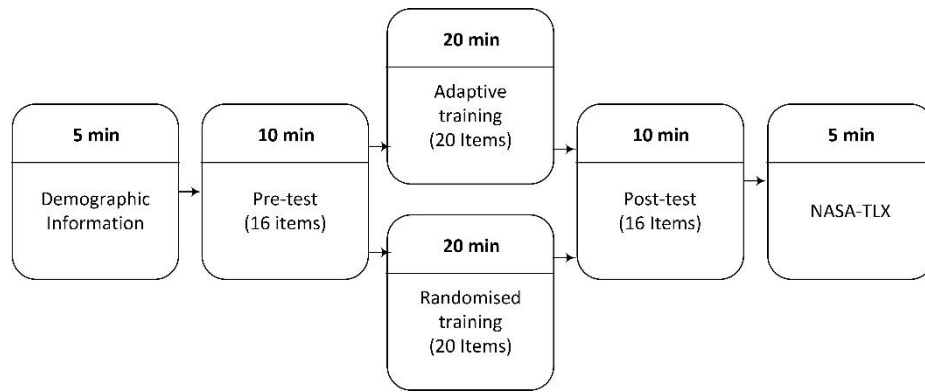 5 min
Demographic
Information
10 min
Pre-test
(16 items)
20 min
Adaptive
training
(20 Items)
20 min
Randomised
training
(20 Items)
10 min
Post-test
(16 Items)
5 min
NASA-TLX